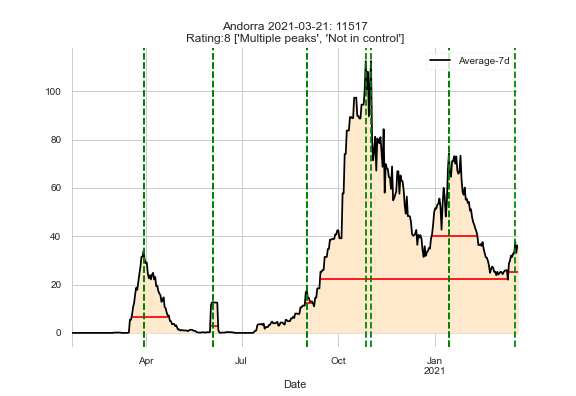 Andorra 2021-03-21: 11517
Rating:8 ['Multiple peaks', 'Not in control']
Average-7d
100
80
60
40
20
0
Apr
Jul
Oct
Jan
2021
Date